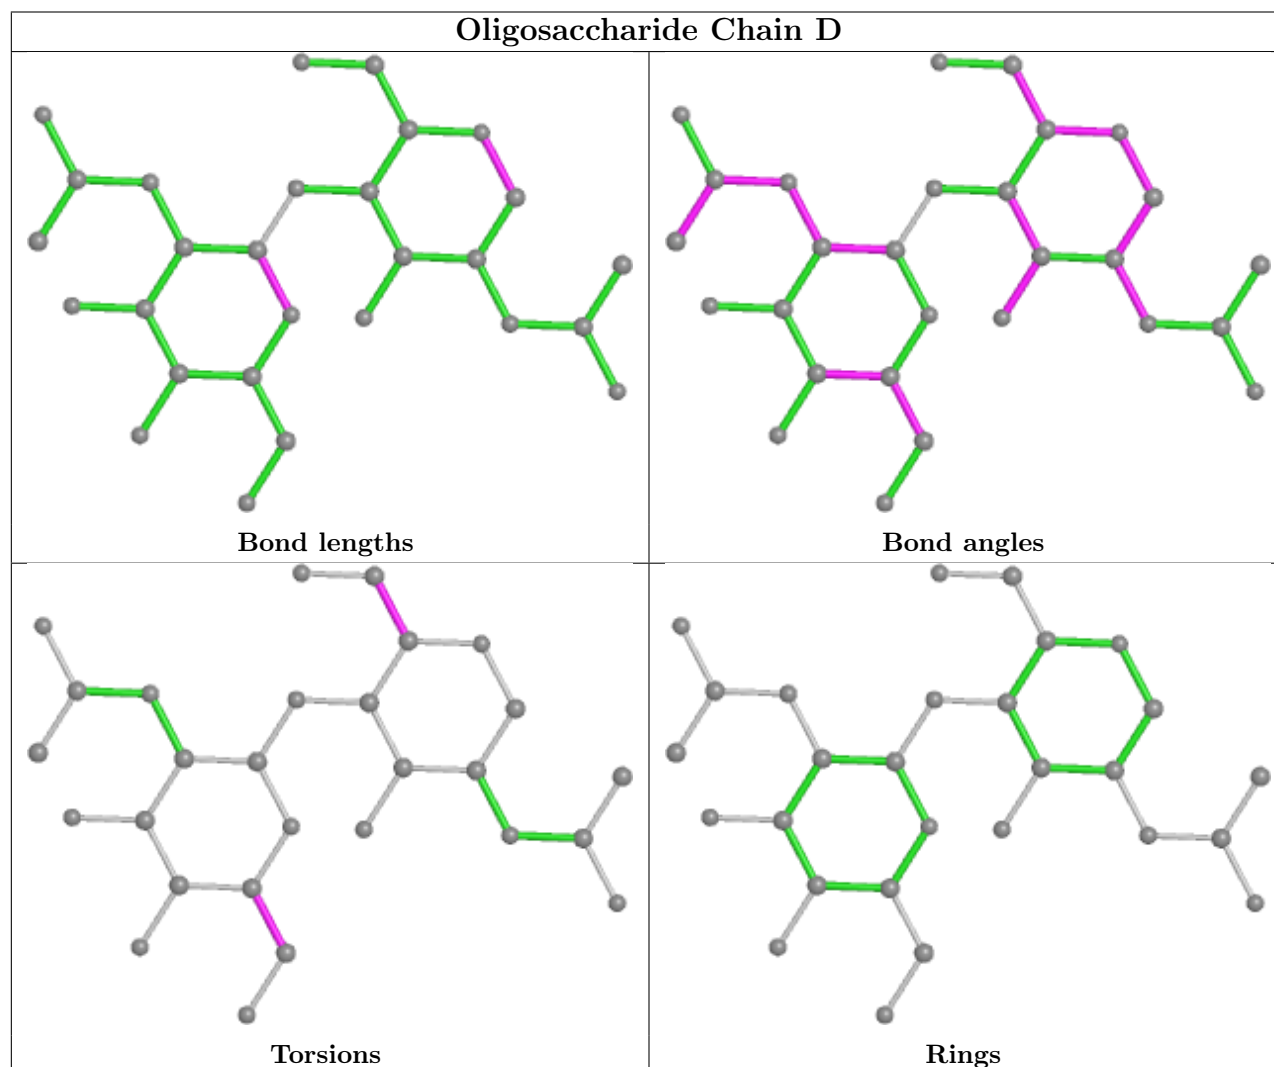 Oligosaccharide Chain D
Bond lengths
Bond angles
Torsions
Rings